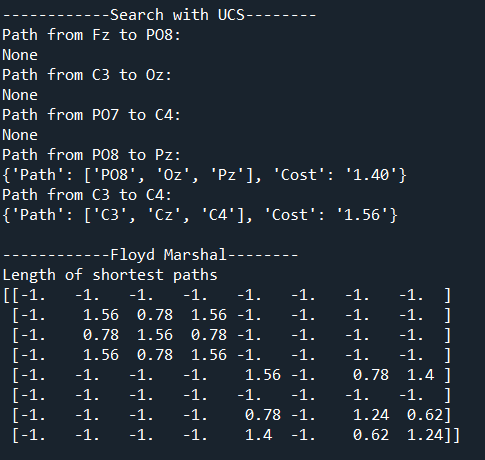 ------------Search with UCS--------
Path from Fz to PO8:
None
Path from C3 to Oz:
None
Path from PO7 to C4:
None
Path from PO8 to Pz:
{'Path': ['PO8', 'Oz', 'Pz'], 'Cost': '1.40'}
Path from C3 to C4:
{'Path': ['C3', 'Cz', 'C4'], 'Cost': '1.56'}

------------Floyd Marshal--------
Length of shortest paths
[[-1.   -1.   -1.   -1.   -1.   -1.   -1.   -1.  ]
 [-1.    1.56  0.78  1.56 -1.   -1.   -1.   -1.  ]
 [-1.    0.78  1.56  0.78 -1.   -1.   -1.   -1.  ]
 [-1.    1.56  0.78  1.56 -1.   -1.   -1.   -1.  ]
 [-1.   -1.   -1.   -1.    1.56 -1.    0.78  1.4 ]
 [-1.   -1.   -1.   -1.   -1.   -1.   -1.   -1.  ]
 [-1.   -1.   -1.   -1.    0.78 -1.    1.24  0.62]
 [-1.   -1.   -1.   -1.    1.4  -1.    0.62  1.24]]